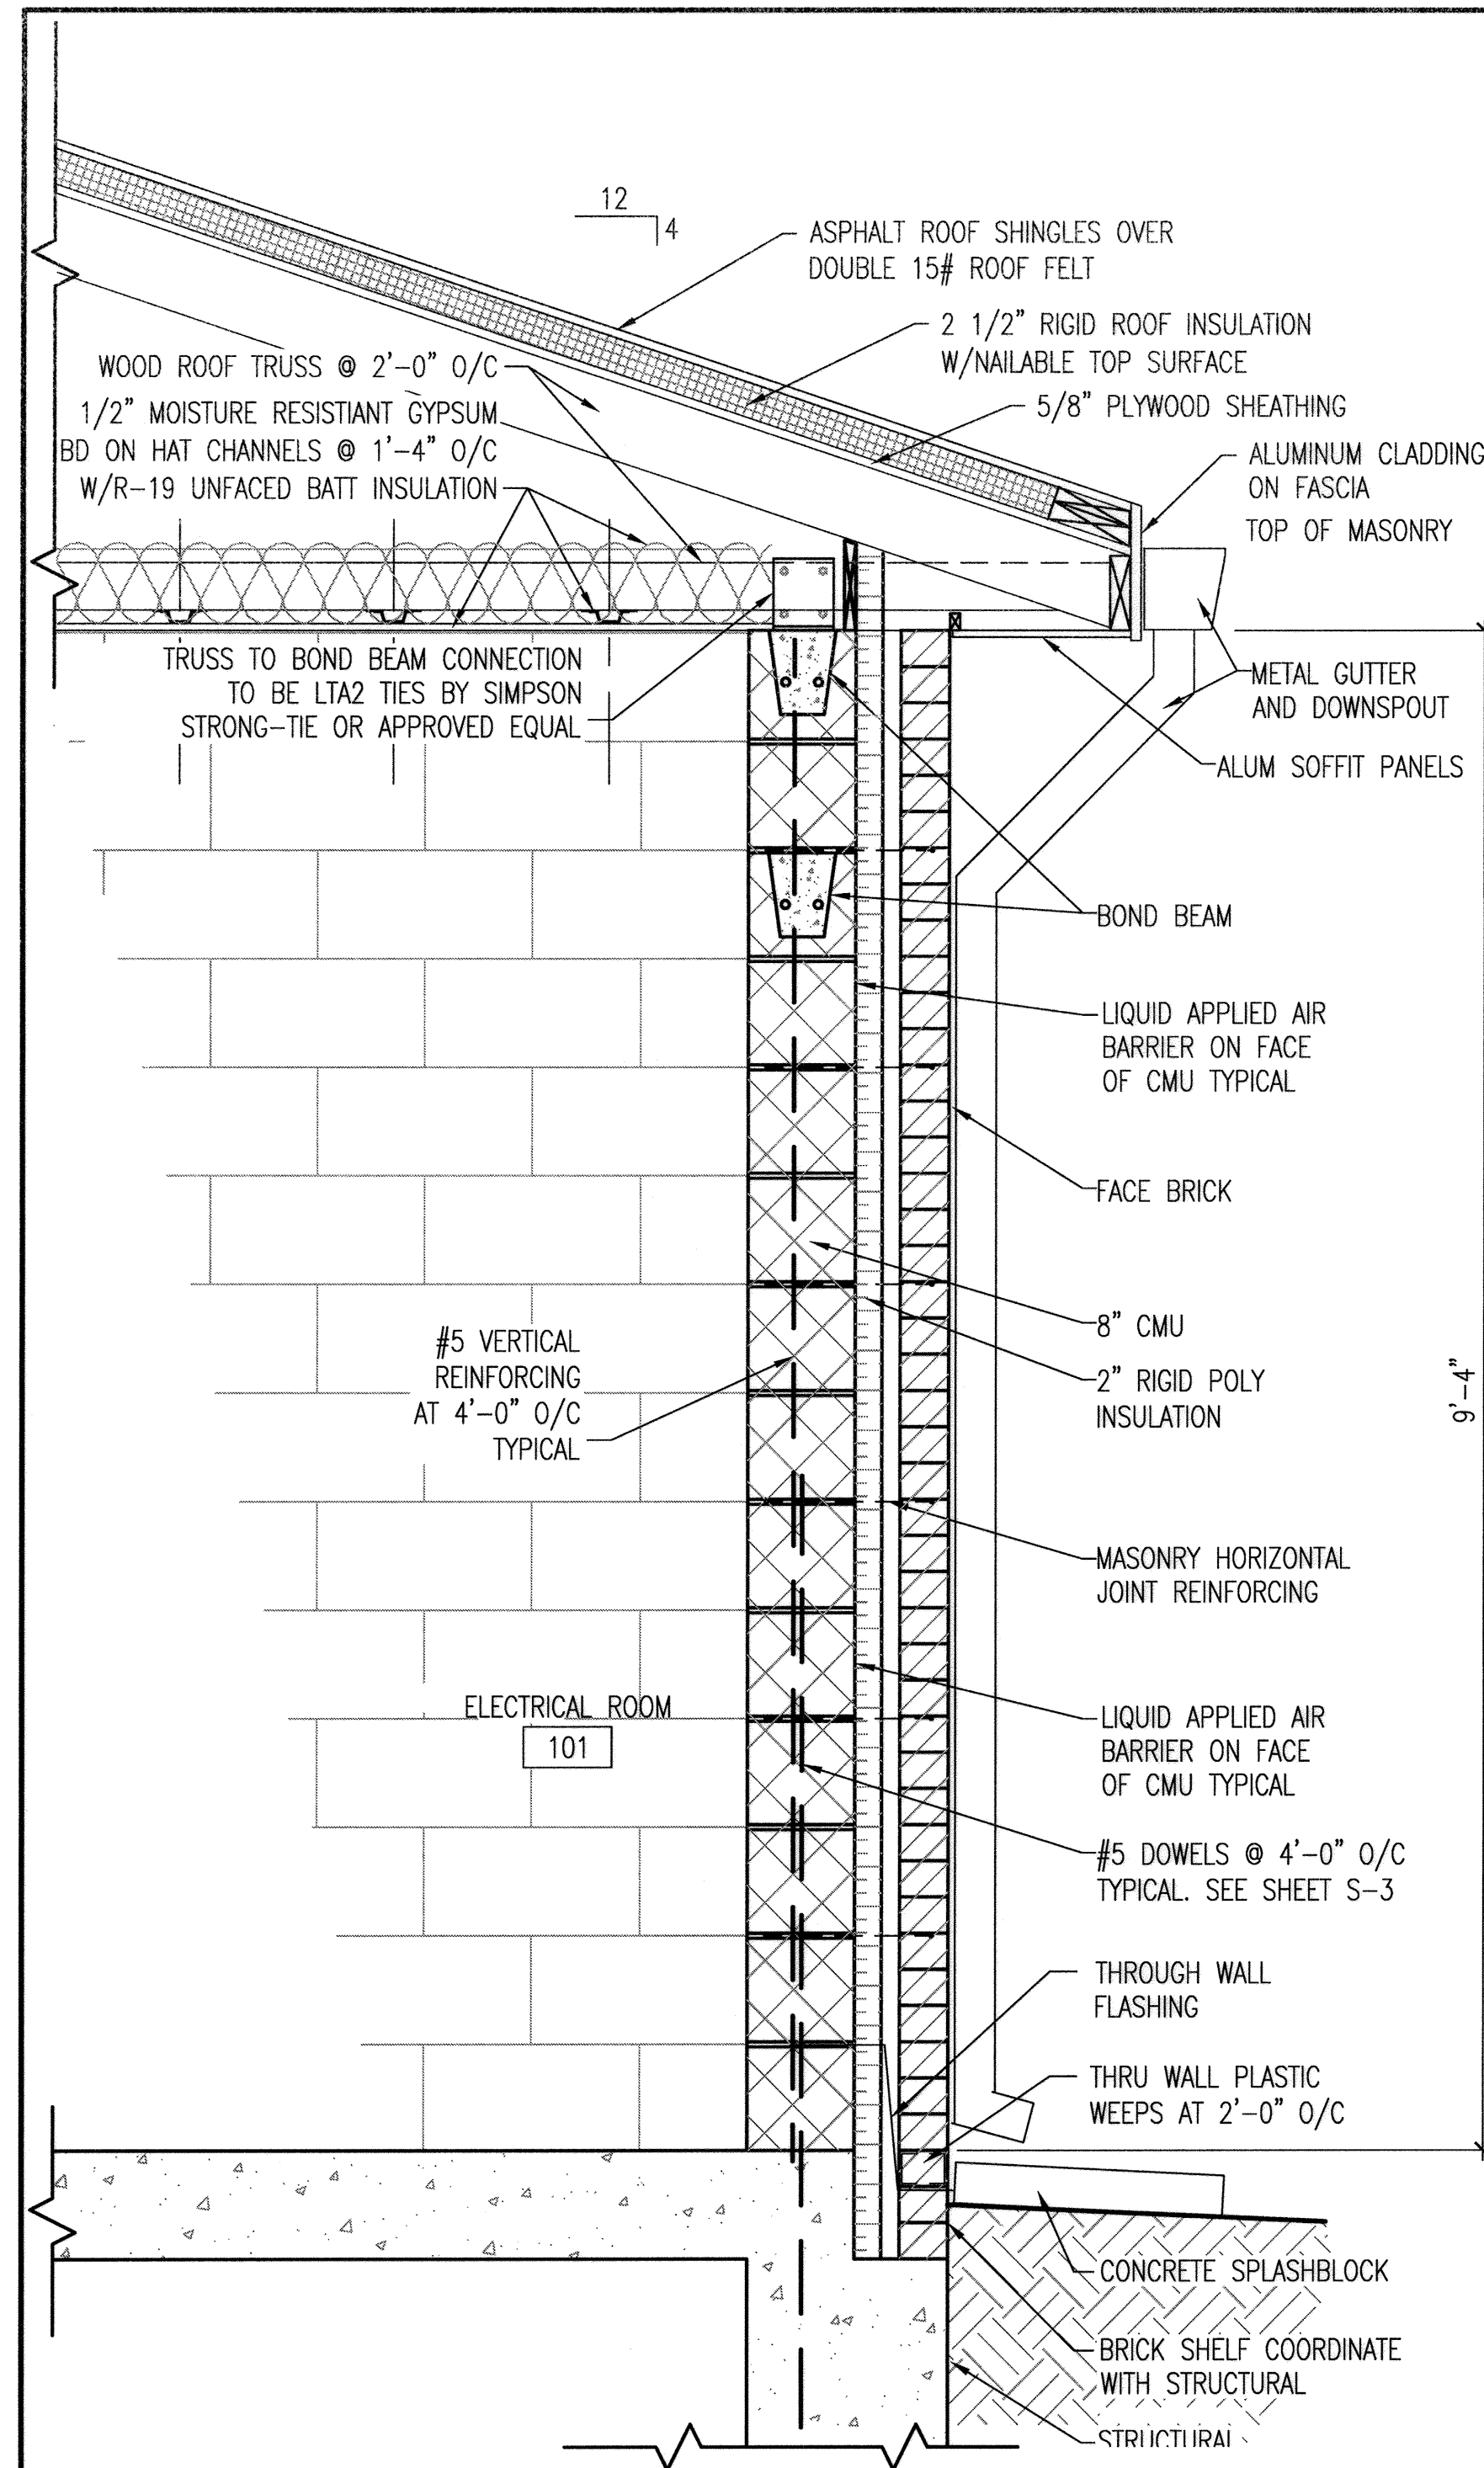 12
4
ASPHALT ROOF SHINGLES OVER
DOUBLE 15# ROOF FELT
2 1/2" RIGID ROOF INSULATION
W/NAILABLE TOP SURFACE
5/8" PLYWOOD SHEATHING
ALUMINUM CLADDING
ON FASCIA
TOP OF MASONRY
WOOD ROOF TRUSS @ 2'-0" O/C
1/2" MOISTURE RESISTIANT GYPSUM
BD ON HAT CHANNELS @ 1'-4" O/C
W/R-19 UNFACED BATT INSULATION
TRUSS TO BOND BEAM CONNECTION
TO BE LTA2 TIES BY SIMPSON
STRONG-TIE OR APPROVED EQUAL
METAL GUTTER
AND DOWNSPOUT
ALUM SOFFIT PANELS
BOND BEAM
LIQUID APPLIED AIR
BARRIER ON FACE
OF CMU TYPICAL
FACE BRICK
8" CMU
2" RIGID POLY
INSULATION
9'-4"
#5 VERTICAL
REINFORCING
AT 4'-0" O/C
TYPICAL
MASONRY HORIZONTAL
JOINT REINFORCING
ELECTRICAL ROOM
101
LIQUID APPLIED AIR
BARRIER ON FACE
OF CMU TYPICAL
#5 DOWELS @ 4'-0" O/C
TYPICAL. SEE SHEET S-3
THROUGH WALL
FLASHING
THRU WALL PLASTIC
WEEPS AT 2'-0" O/C
CONCRETE SPLASHBLOCK
BRICK SHELF COORDINATE
WITH STRUCTURAL
STRUCTURAL